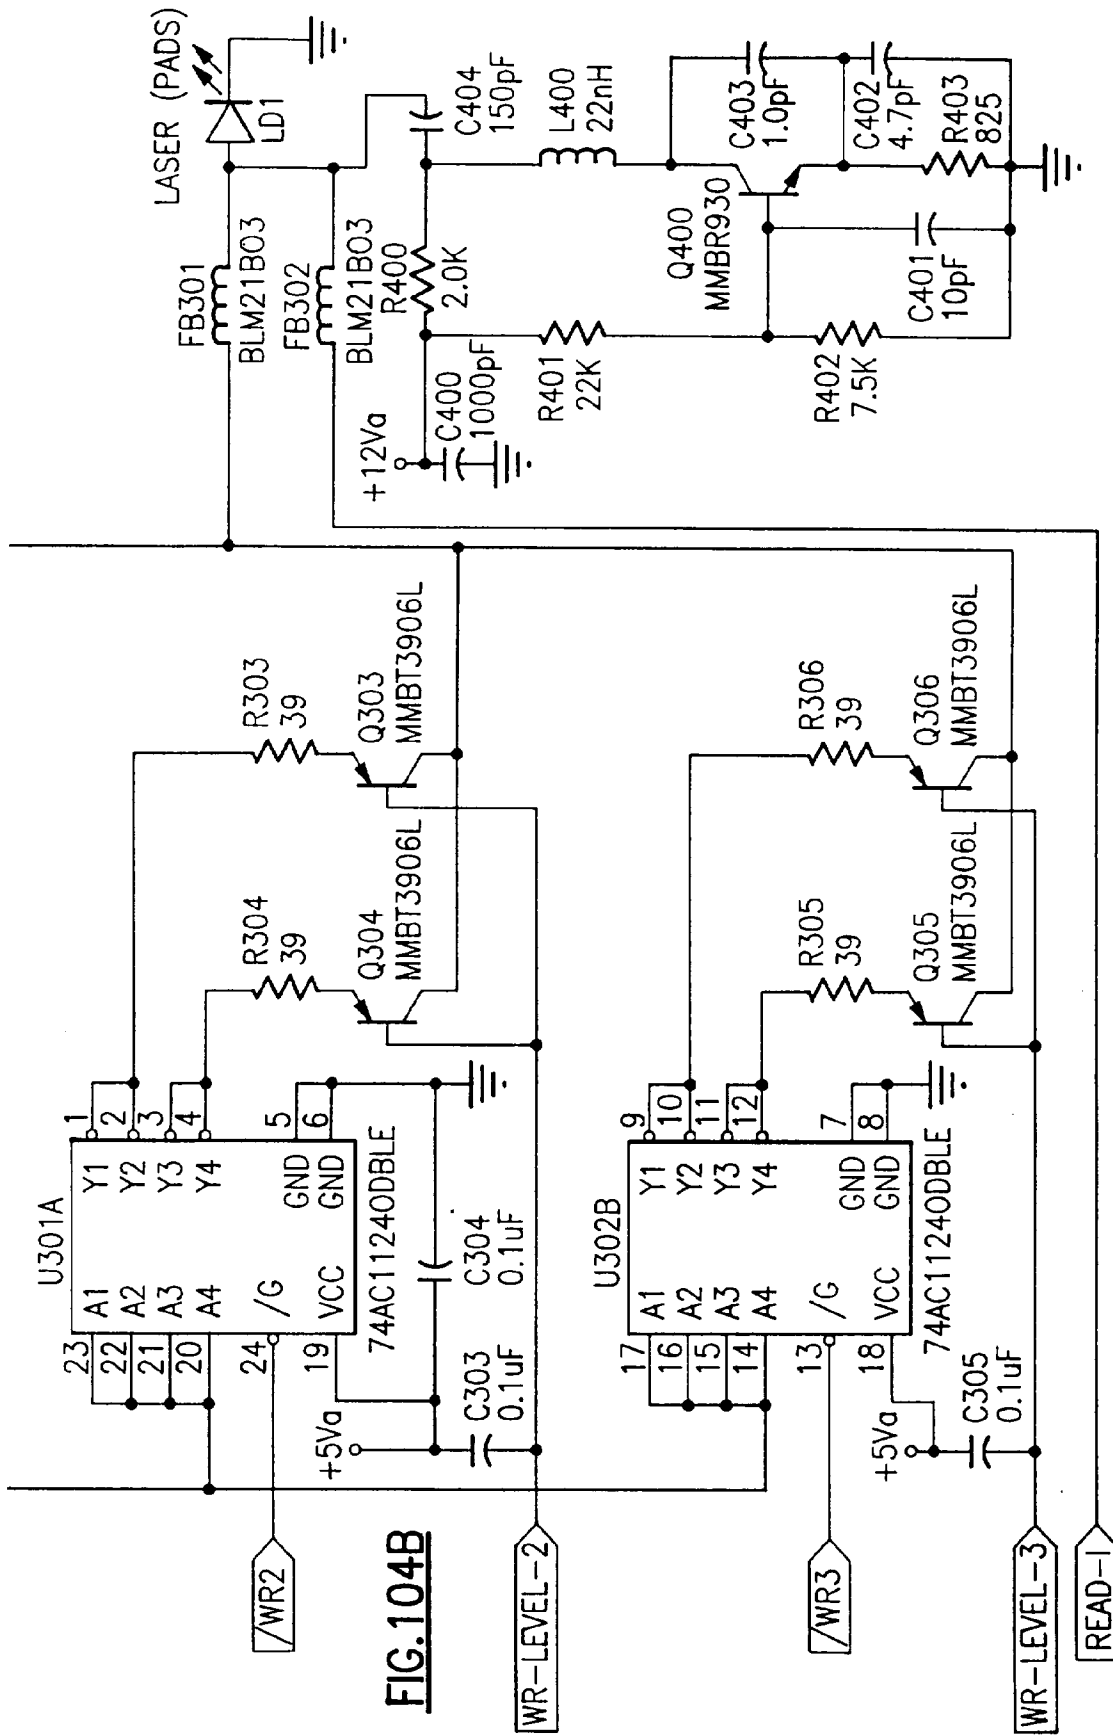 FIG.104B
/WR2
WR-LEVEL-2
/WR3
WR-LEVEL-3
READ-1
U301A
23 A1 Y1 1
22 A2 Y2 2
21 A3 Y3 3
20 A4 Y4 4
24 /G GND 5
19 VCC GND 6
74AC11240DBLE
+5Va
C303
0.1uF
C304
0.1uF
R304
39
Q304
MMBT3906L
R303
39
Q303
MMBT3906L
U302B
17 A1 Y1 9
16 A2 Y2 10
15 A3 Y3 11
14 A4 Y4 12
13 /G GND 7
18 VCC GND 8
74AC11240DBLE
+5Va
C305
0.1uF
R305
39
Q305
MMBT3906L
R306
39
Q306
MMBT3906L
LASER (PADS)
LD1
FB301
BLM21B03
FB302
BLM21B03
R400
2.0K
C404
150pF
+12Va
C400
1000pF
L400
22nH
R401
22K
Q400
MMBR930
C403
1.0pF
C402
4.7pF
R402
7.5K
C401
10pF
R403
825